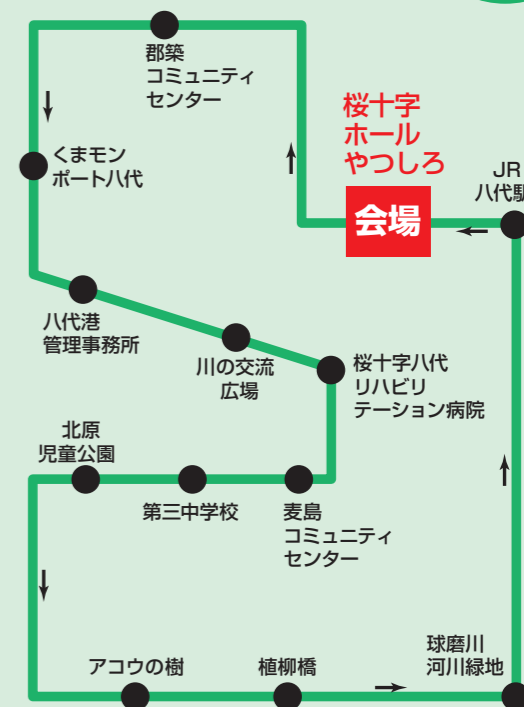 郡築
コミュニティ
センター
桜十字
ホール
やつしろ
会場
JR
八代駅
くまモン
ポート八代
八代港
管理事務所
川の交流
広場
桜十字八代
リハビリ
テーション病院
北原
児童公園
第三中学校
麦島
コミュニティ
センター
アコウの樹
植柳橋
球磨川
河川緑地